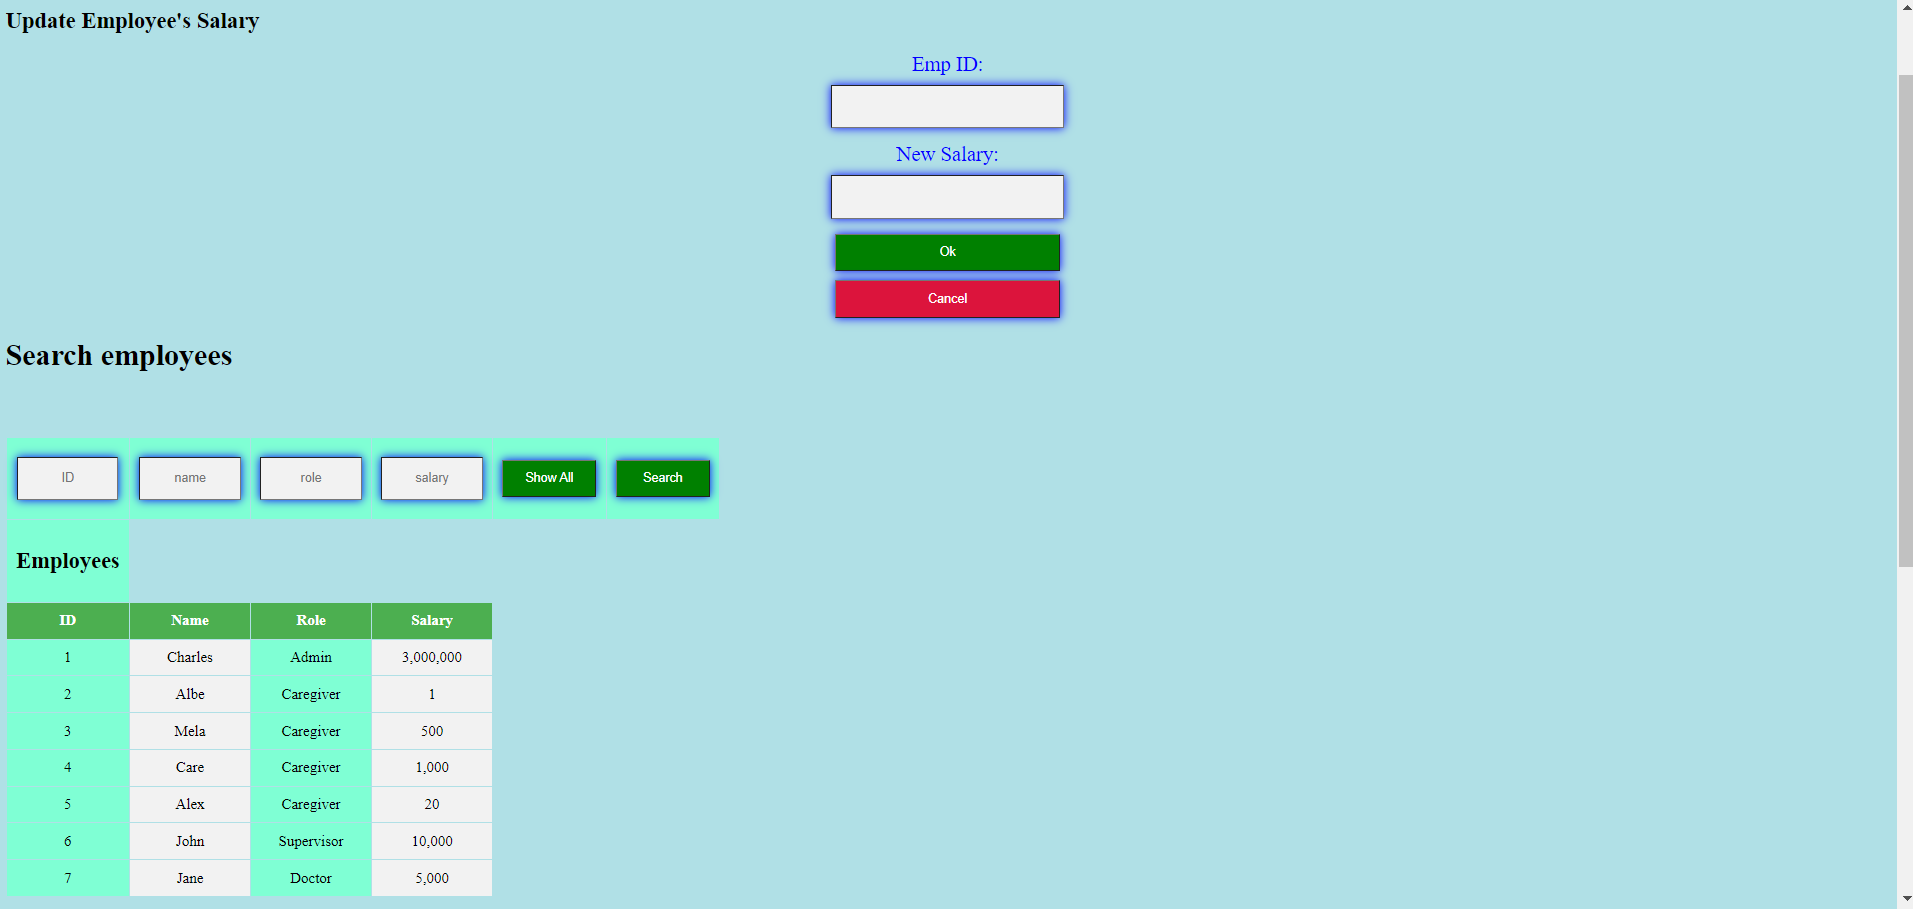 Update Employee's Salary
Emp ID:
New Salary:
Ok
Cancel
Search employees
ID name role salary Show All Search
Employees
ID Name Role Salary
1 Charles Admin 3,000,000
2 Albe Caregiver 1
3 Mela Caregiver 500
4 Care Caregiver 1,000
5 Alex Caregiver 20
6 John Supervisor 10,000
7 Jane Doctor 5,000